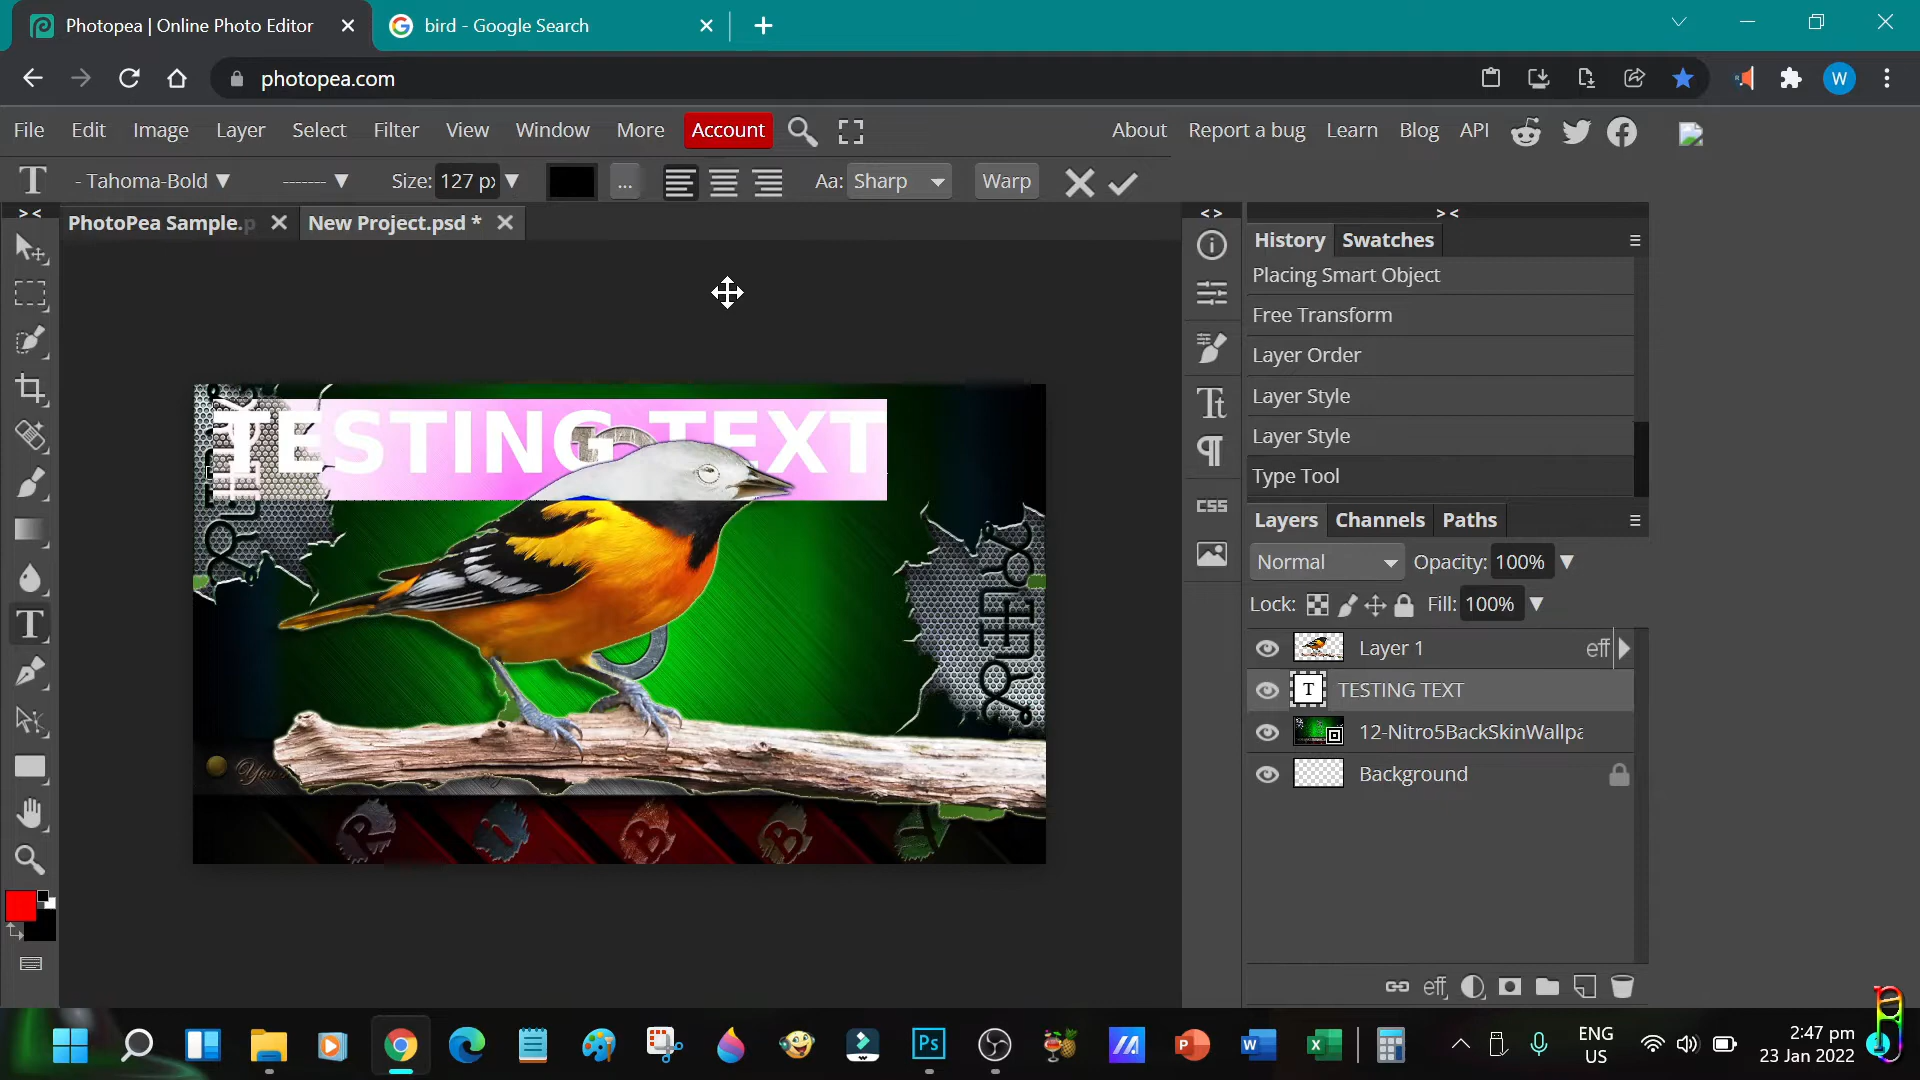 Photopea | Online Photo Editor
bird - Google Search
photopea.com
W
File Edit Image Layer Select Filter View Window More Account
About Report a bug Learn Blog API
T - Tahoma-Bold ------- Size: 127 px ... Aa: Sharp Warp
> <
PhotoPea Sample.p
New Project.psd *
< >
> <
History Swatches
Placing Smart Object
Free Transform
Layer Order
Layer Style
Layer Style
Type Tool
CSS
Layers Channels Paths
Normal Opacity: 100%
Lock: Fill: 100%
Layer 1 eff
T TESTING TEXT
12-Nitro5BackSkinWallpa
Background
eff
TESTING TEXT
R I B B
ENG
US
2:47 pm
23 Jan 2022
Ps